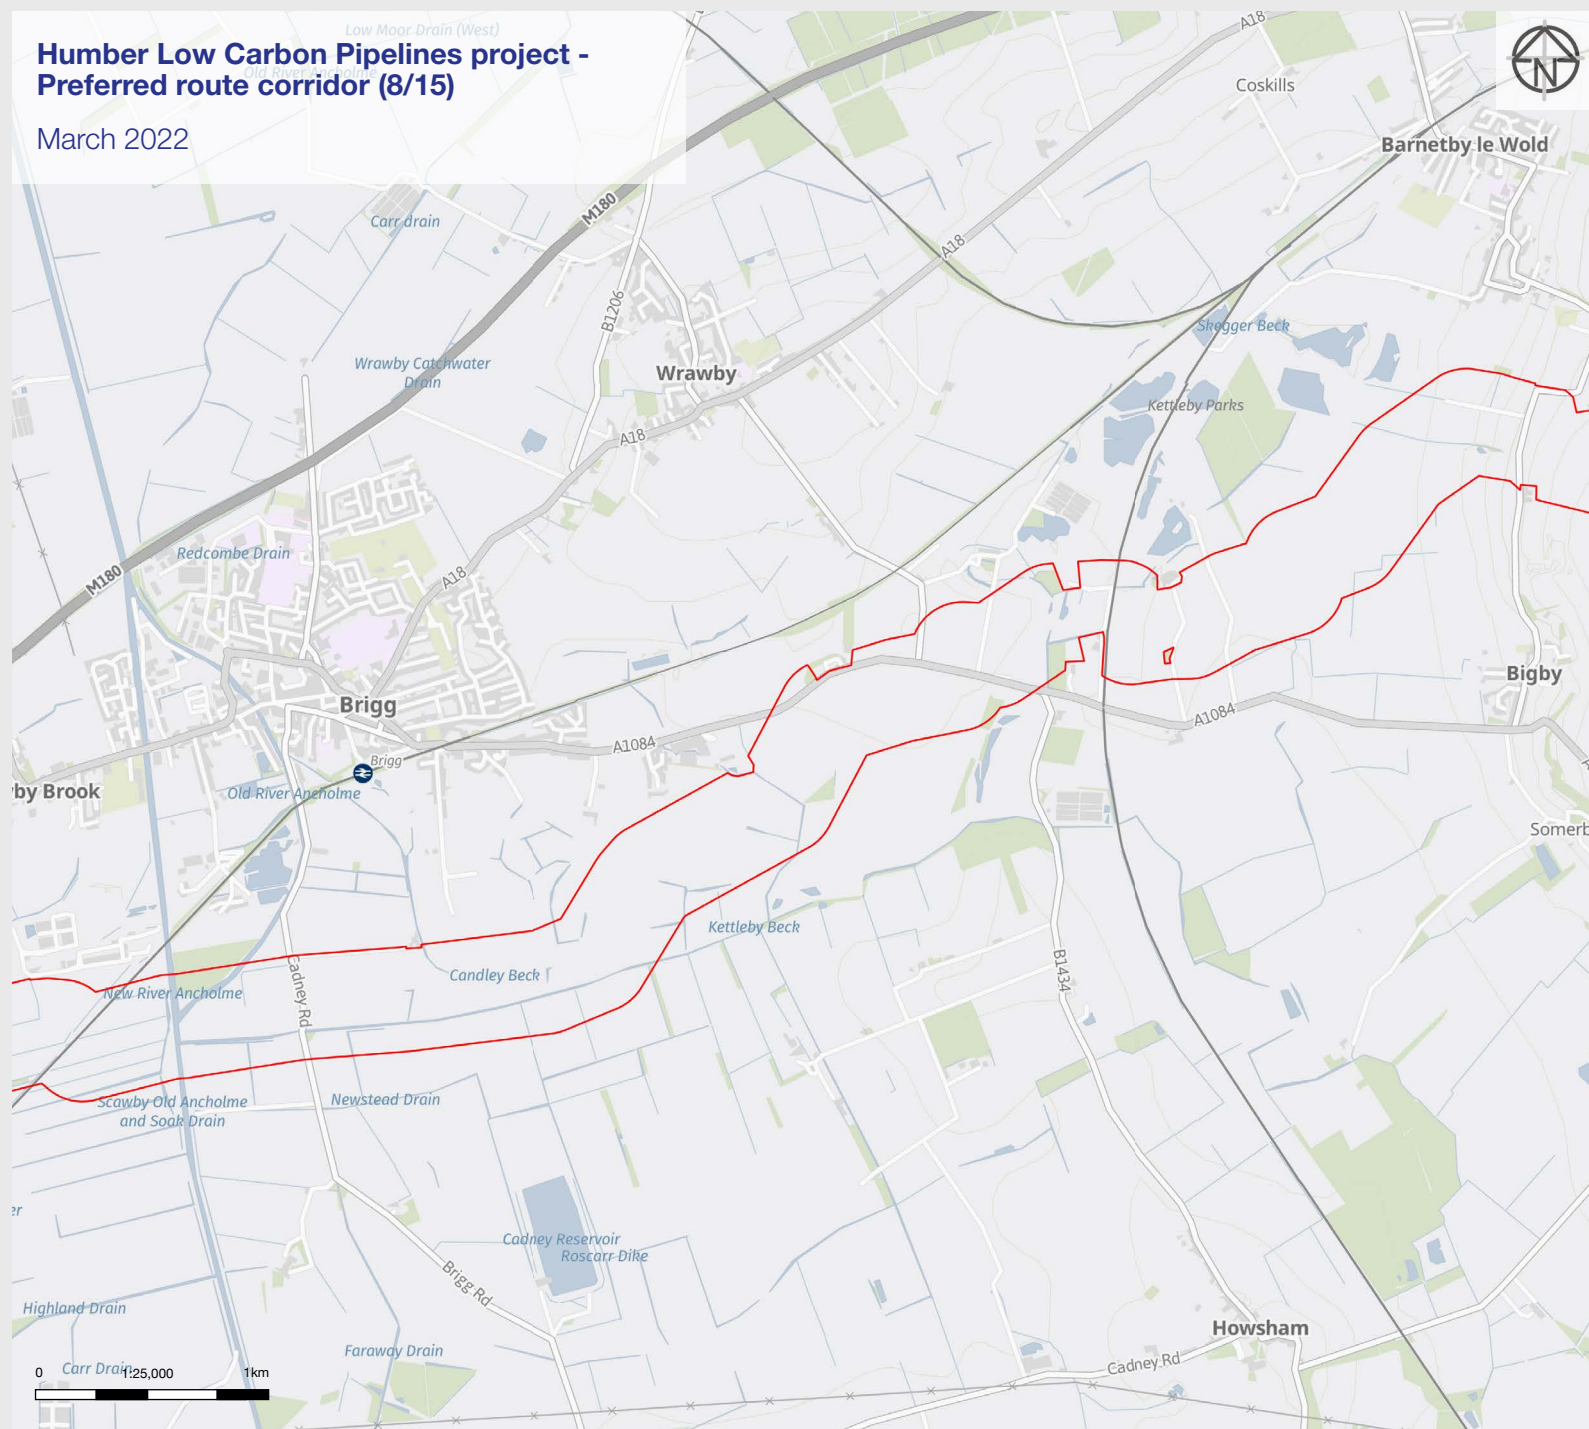 Humber Low Carbon Pipelines project -
Preferred route corridor (8/15)
March 2022
Low Moor Drain (West)
Old River Ancholme
N
A18
Coskills
Barnetby le Wold
M180
Carr drain
A18
B1206
Skegger Beck
Wrawby Catchwater
Drain
Wrawby
Kettleby Parks
A18
Redcombe Drain
M180
A18
Bigby
Brigg
A1084
A1084
Brigg
by Brook
Old River Ancholme
Somerb
Kettleby Beck
Candley Beck
B1434
Cadney Rd
New River Ancholme
Scawby Old Ancholme
and Soak Drain
Newstead Drain
er
Cadney Reservoir
Roscarr Dike
Brigg Rd
Highland Drain
Howsham
Faraway Drain
Cadney Rd
Carr Drain
0 1:25,000 1km